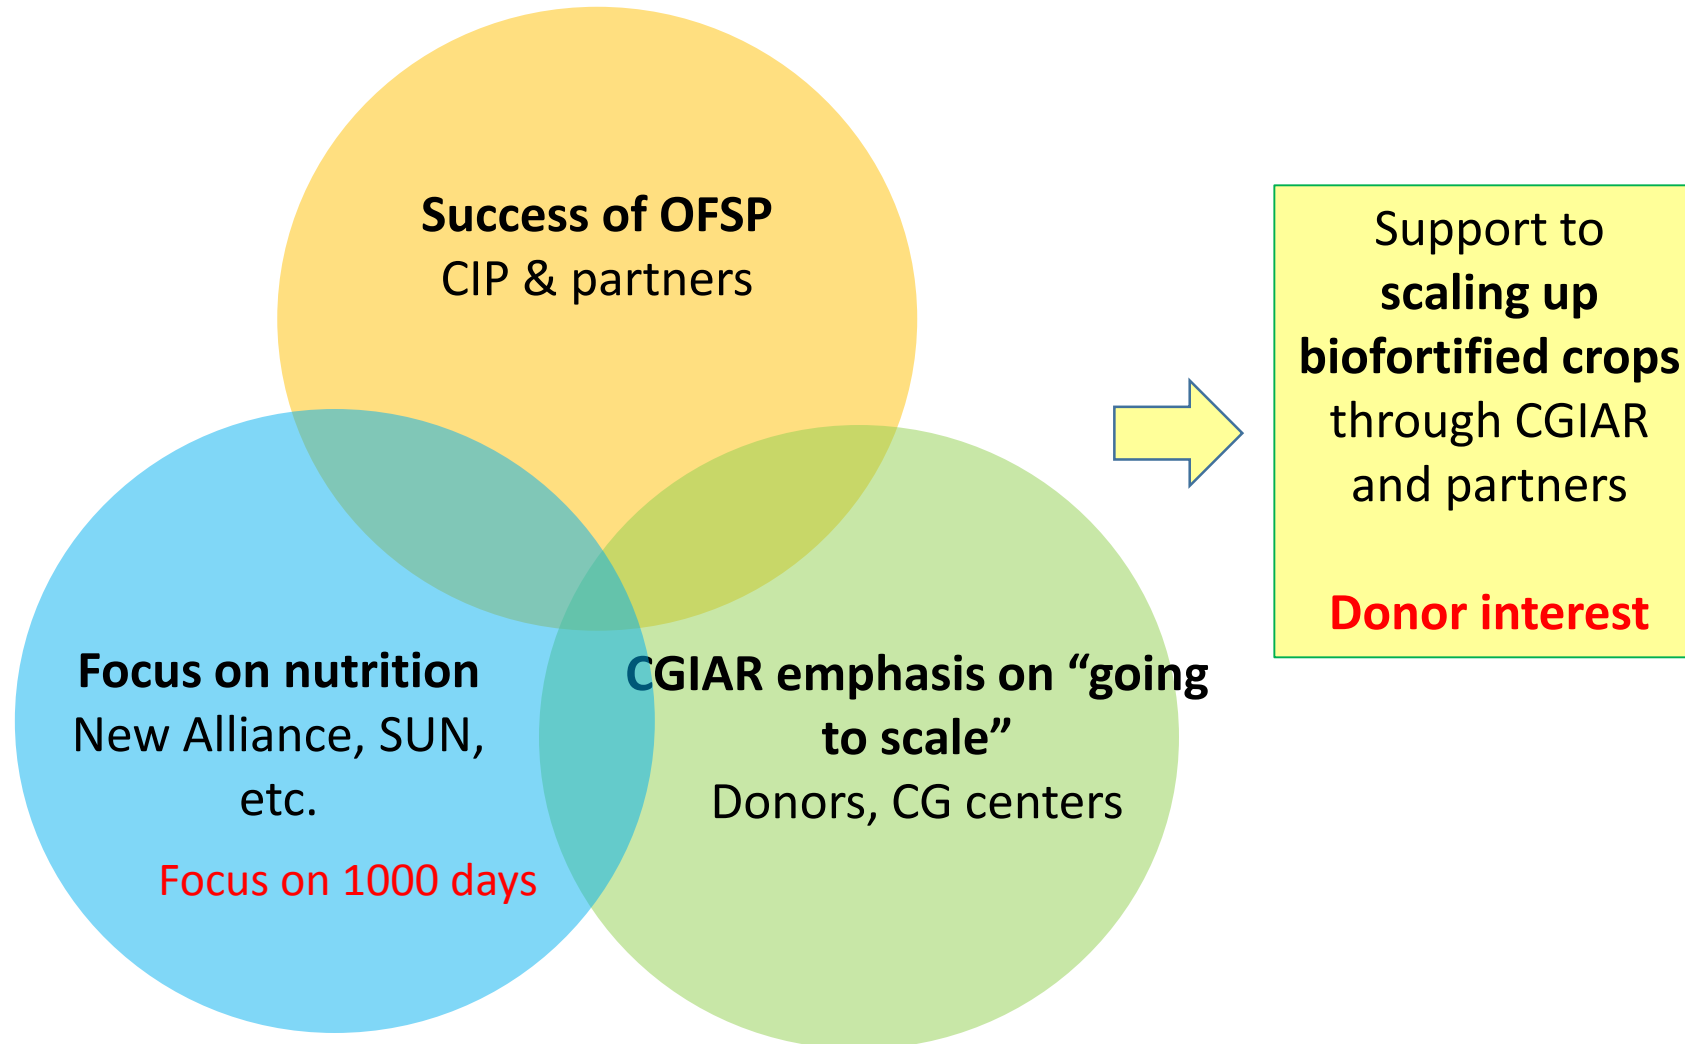 Success of OFSP
CIP & partners
Focus on nutrition
New Alliance, SUN,
etc.
Focus on 1000 days
CGIAR emphasis on “going
to scale”
Donors, CG centers
Support to
scaling up
biofortified crops
through CGIAR
and partners
Donor interest